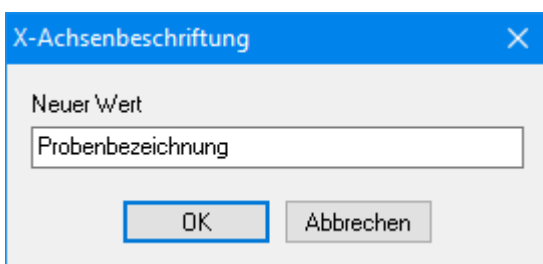 X-Achsenbeschriftung
Neuer Wert
Probenbezeichnung
OK Abbrechen